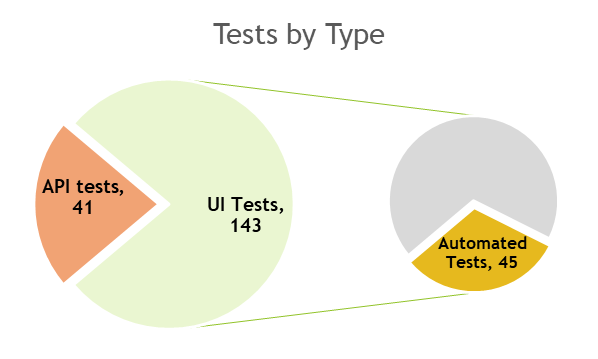 Tests by Type
API tests,
41
UI Tests,
143
Automated
Tests, 45